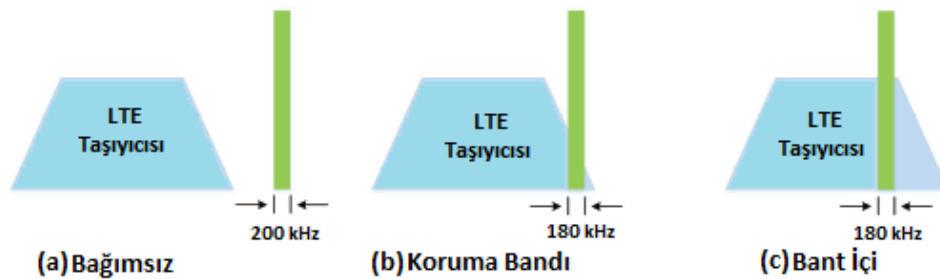 LTE
Taşıyıcısı
200 kHz
(a) Bağımsız
LTE
Taşıyıcısı
180 kHz
(b) Koruma Bandı
LTE
Taşıyıcısı
180 kHz
(c) Bant İçi